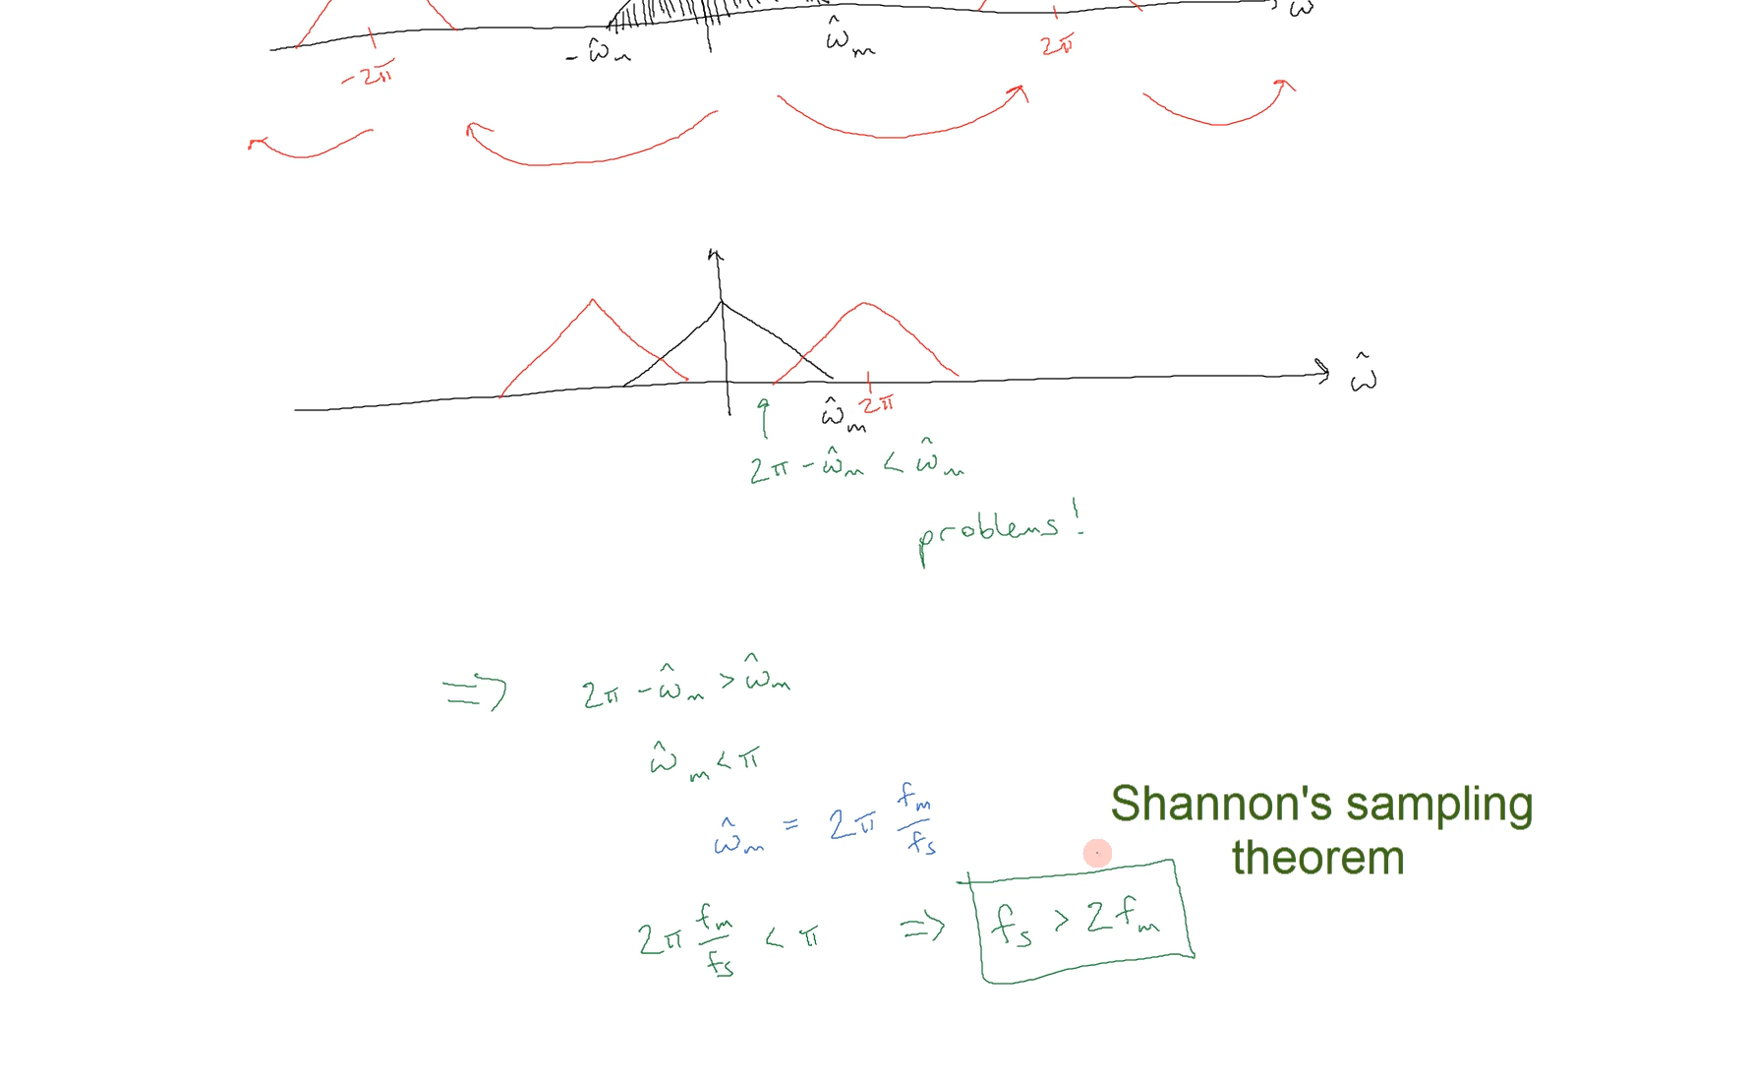 ω̂
-ω̂ₘ
ω̂ₘ
2π
-2π
ω̂
ω̂ₘ 2π
2π - ω̂ₘ < ω̂ₘ
problems!
=> 2π - ω̂ₘ > ω̂ₘ
ω̂ₘ < π
ω̂ₘ = 2π fₘ/fₛ
Shannon's sampling
theorem
2π fₘ/fₛ < π => fₛ > 2fₘ